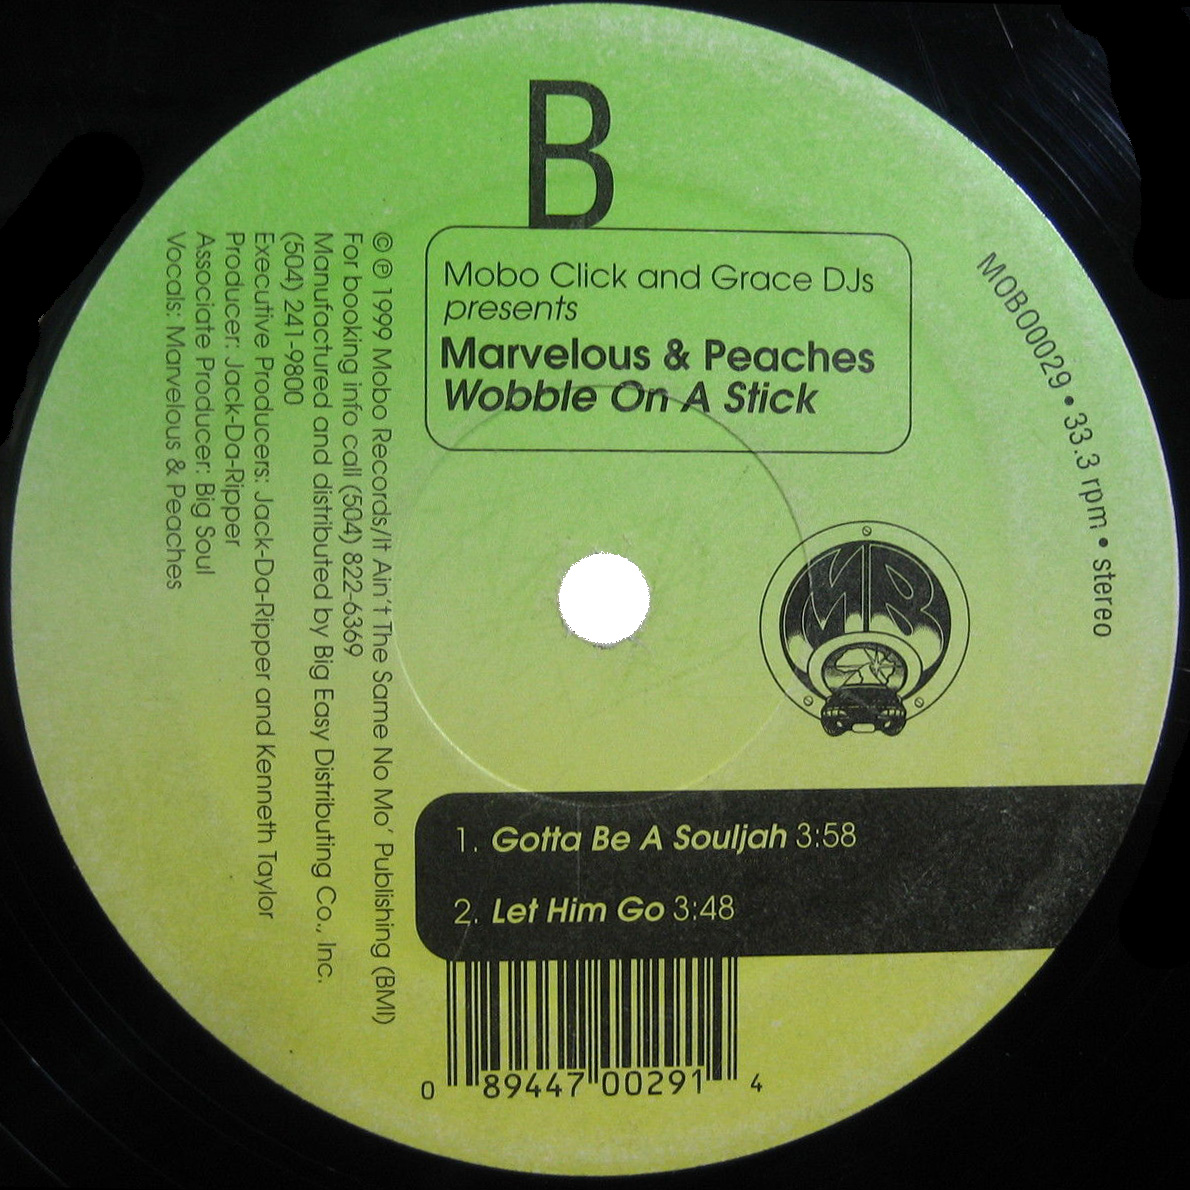 B
Mobo Click and Grace DJs
presents
Marvelous & Peaches
Wobble On A Stick
MOBO00029 • 33.3 rpm • stereo
MR
© ℗ 1999 Mobo Records/It Ain't The Same No Mo' Publishing (BMI)
For booking info call (504) 822-6369
Manufactured and distributed by Big Easy Distributing Co., Inc.
(504) 241-9800
Executive Producers: Jack-Da-Ripper and Kenneth Taylor
Producer: Jack-Da-Ripper
Associate Producer: Big Soul
Vocals: Marvelous & Peaches
1. Gotta Be A Souljah 3:58
2. Let Him Go 3:48
0 89447 00291 4